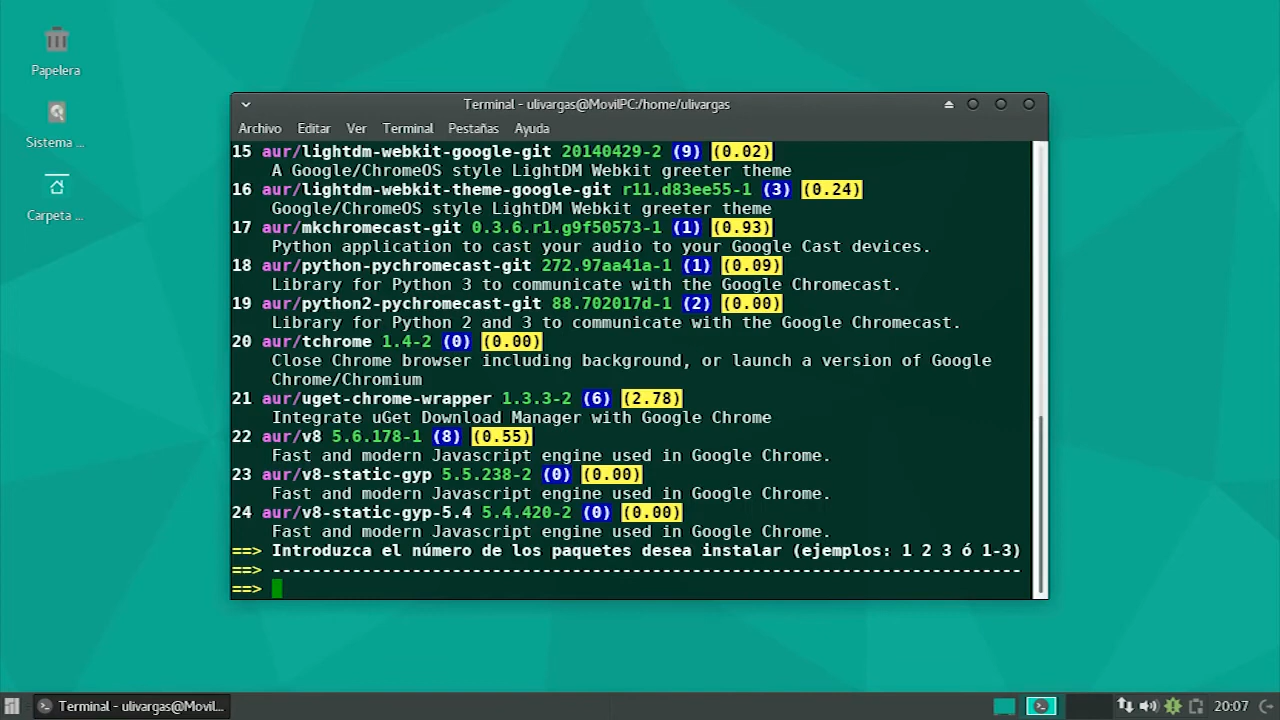 Papelera
Sistema ...
Carpeta ...
Terminal - ulivargas@MovilPC:/home/ulivargas
Archivo Editar Ver Terminal Pestañas Ayuda
15 aur/lightdm-webkit-google-git 20140429-2 (9) (0.02)
A Google/ChromeOS style LightDM Webkit greeter theme
16 aur/lightdm-webkit-theme-google-git r11.d83ee55-1 (3) (0.24)
Google/ChromeOS style LightDM Webkit greeter theme
17 aur/mkchromecast-git 0.3.6.r1.g9f50573-1 (1) (0.93)
Python application to cast your audio to your Google Cast devices.
18 aur/python-pychromecast-git 272.97aa41a-1 (1) (0.09)
Library for Python 3 to communicate with the Google Chromecast.
19 aur/python2-pychromecast-git 88.702017d-1 (2) (0.00)
Library for Python 2 and 3 to communicate with the Google Chromecast.
20 aur/tchrome 1.4-2 (0) (0.00)
Close Chrome browser including background, or launch a version of Google
Chrome/Chromium
21 aur/uget-chrome-wrapper 1.3.3-2 (6) (2.78)
Integrate uGet Download Manager with Google Chrome
22 aur/v8 5.6.178-1 (8) (0.55)
Fast and modern Javascript engine used in Google Chrome.
23 aur/v8-static-gyp 5.5.238-2 (0) (0.00)
Fast and modern Javascript engine used in Google Chrome.
24 aur/v8-static-gyp-5.4 5.4.420-2 (0) (0.00)
Fast and modern Javascript engine used in Google Chrome.
==> Introduzca el número de los paquetes desea instalar (ejemplos: 1 2 3 ó 1-3)
==> ---------------------------------------------------------------------------
==>
Terminal - ulivargas@Movil...
20:07